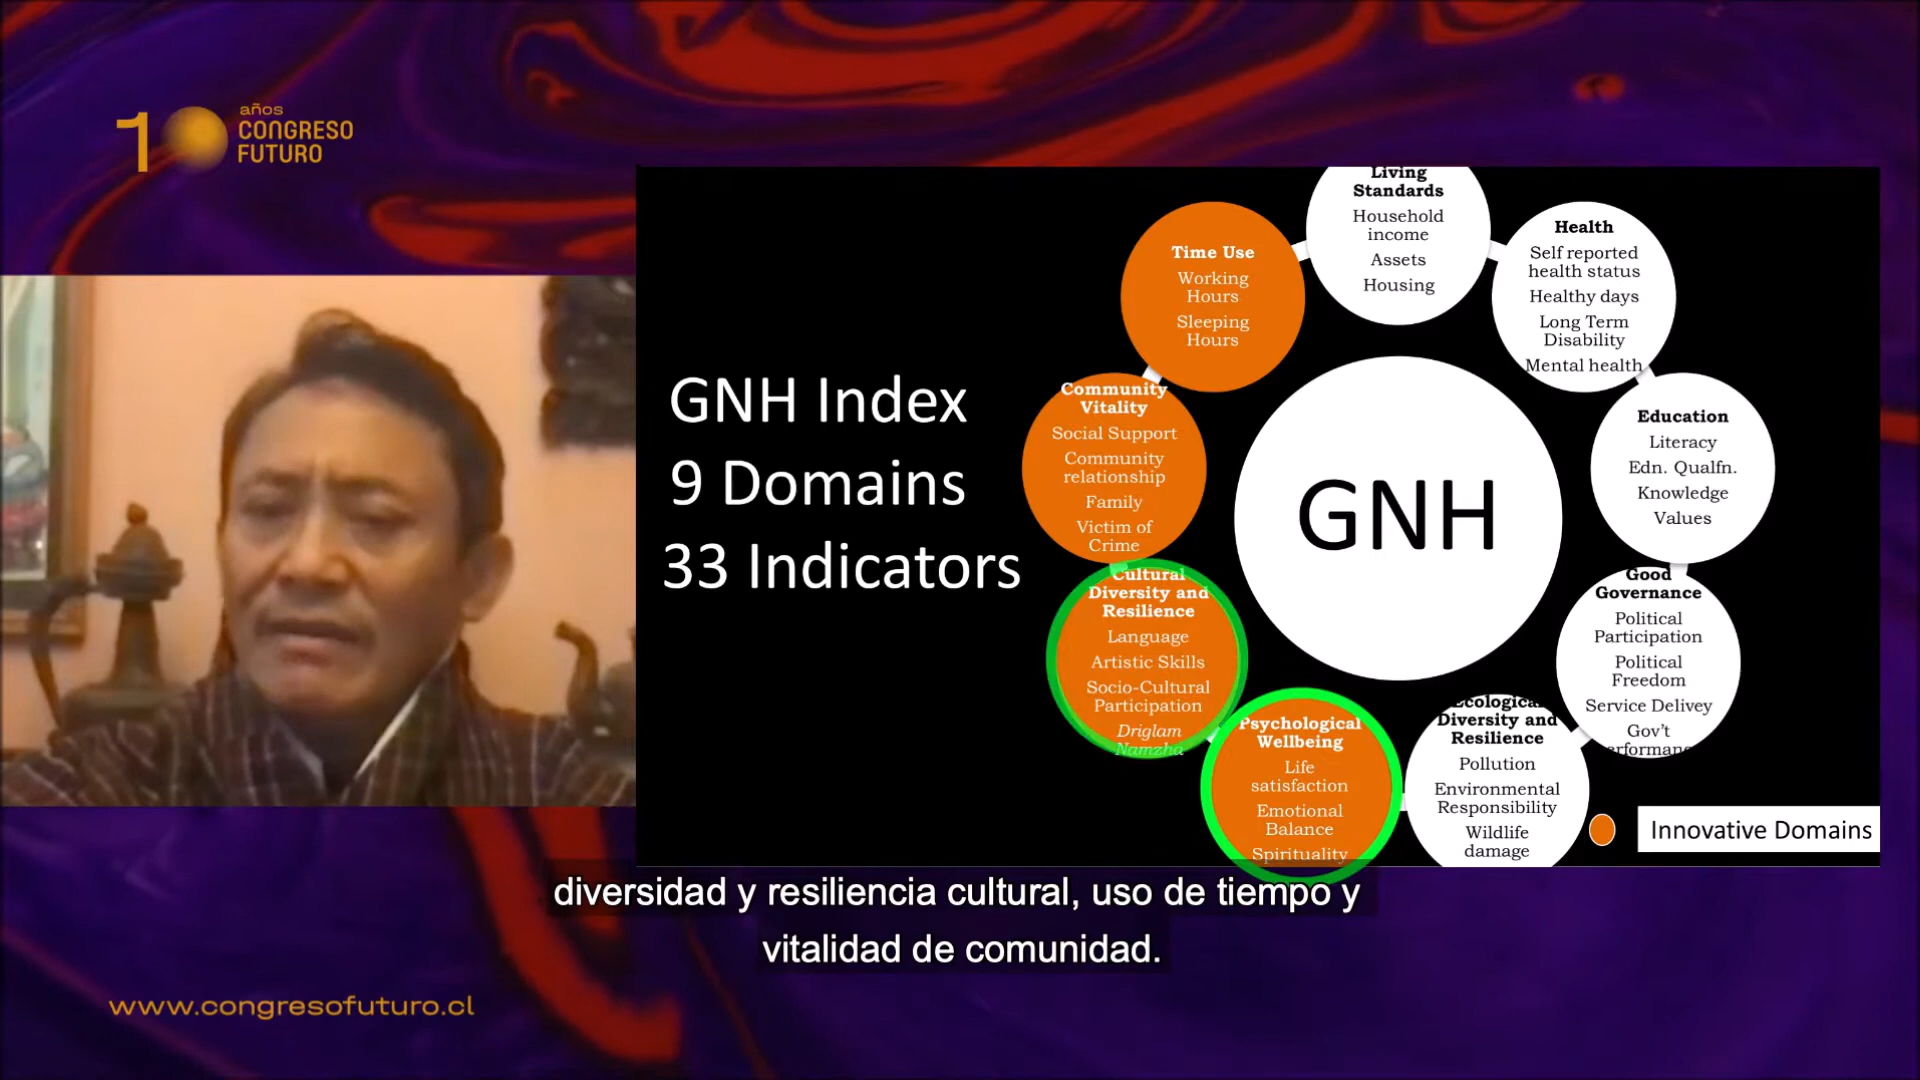 10 años
CONGRESO
FUTURO
GNH Index
9 Domains
33 Indicators
Living
Standards
Household
income
Assets
Housing
Health
Self reported
health status
Healthy days
Long Term
Disability
Mental health
Education
Literacy
Edn. Qualfn.
Knowledge
Values
Good
Governance
Political
Participation
Political
Freedom
Service Delivey
Gov't
erformanc
Ecological
Diversity and
Resilience
Pollution
Environmental
Responsibility
Wildlife
damage
Psychological
Wellbeing
Life
satisfaction
Emotional
Balance
Spirituality
Cultural
Diversity and
Resilience
Language
Artistic Skills
Socio-Cultural
Participation
Driglam
Namzha
Community
Vitality
Social Support
Community
relationship
Family
Victim of
Crime
Time Use
Working
Hours
Sleeping
Hours
GNH
Innovative Domains
diversidad y resiliencia cultural, uso de tiempo y
vitalidad de comunidad.
www.congresofuturo.cl